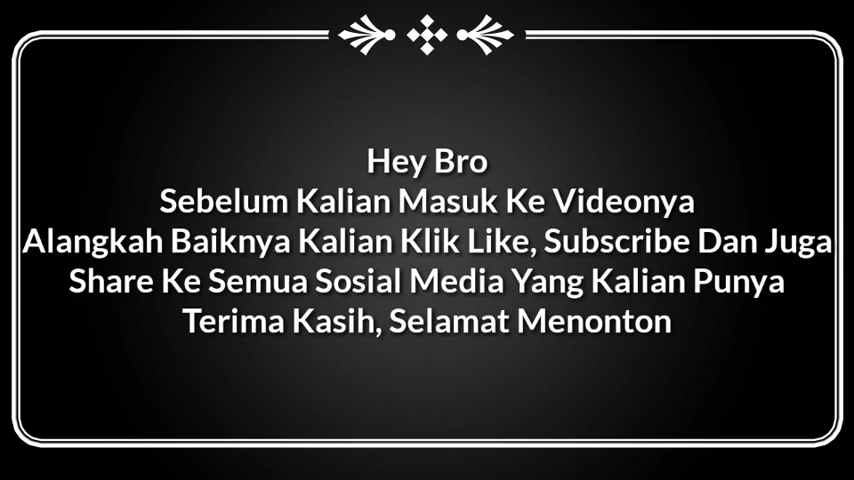 Hey Bro
Sebelum Kalian Masuk Ke Videonya
Alangkah Baiknya Kalian Klik Like, Subscribe Dan Juga
Share Ke Semua Sosial Media Yang Kalian Punya
Terima Kasih, Selamat Menonton